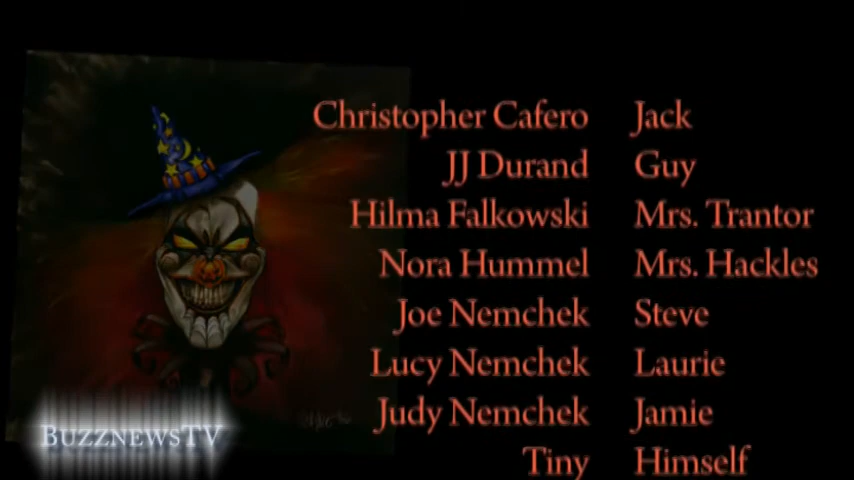 Christopher Cafero Jack
JJ Durand Guy
Hilma Falkowski Mrs. Trantor
Nora Hummel Mrs. Hackles
Joe Nemchek Steve
Lucy Nemchek Laurie
Judy Nemchek Jamie
Tiny Himself
BUZZNEWSTV